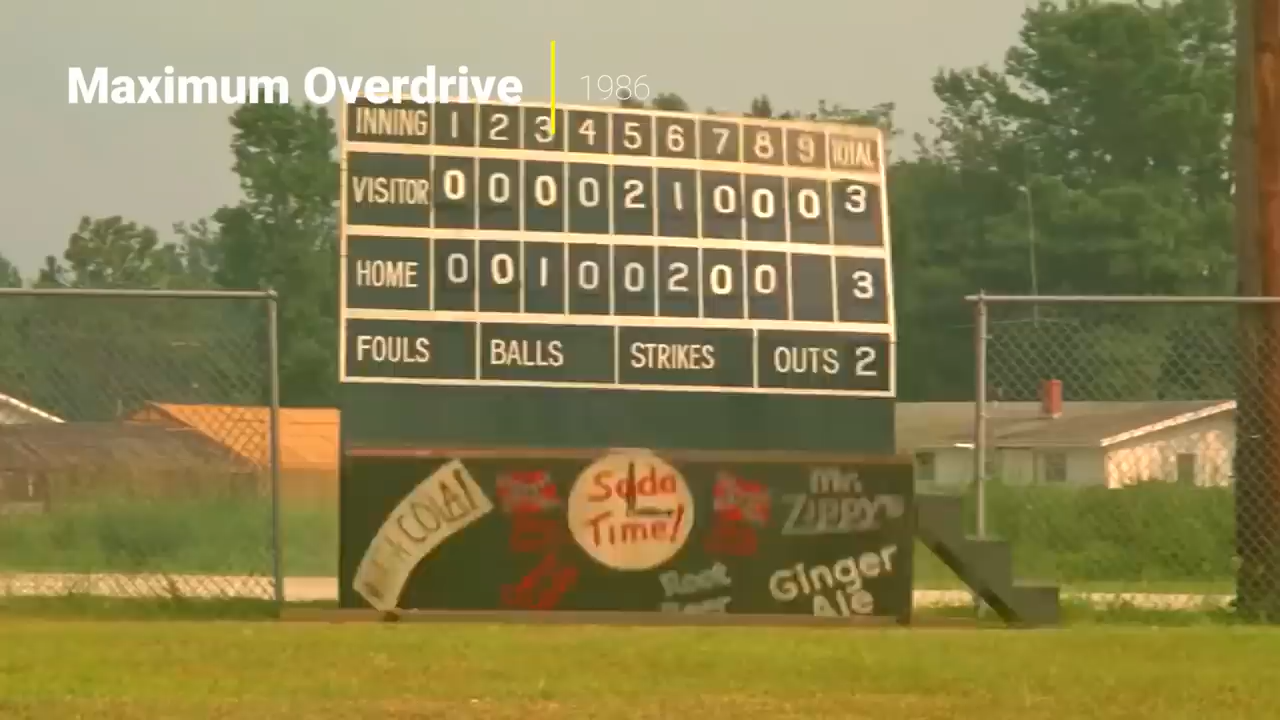 Maximum Overdrive 1986
INNING 1 2 3 4 5 6 7 8 9 TOTAL
VISITOR 0 0 0 0 2 1 0 0 0 3
HOME 0 0 1 0 0 2 0 0 3
FOULS BALLS STRIKES OUTS 2
COLA!
Soda
Time!
Mr.
ZIPPY'S
Root
Beer
Ginger
Ale